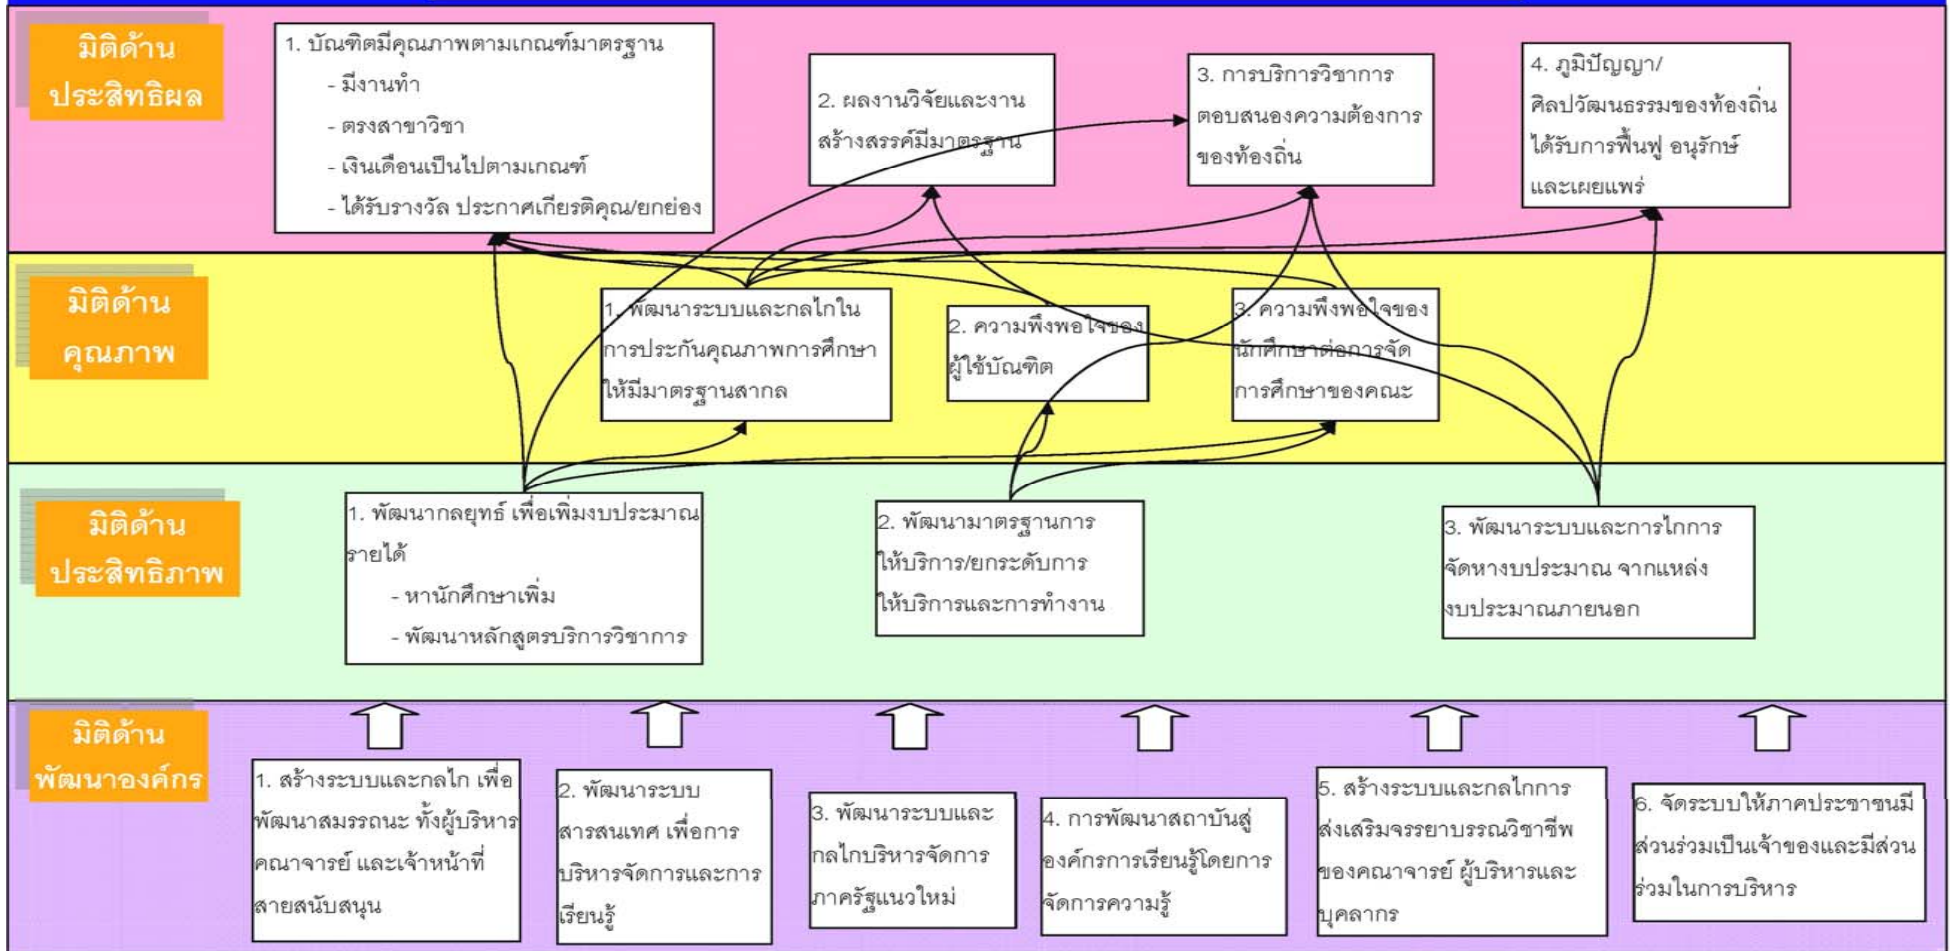 มิติด้าน
ประสิทธิผล
1. บัณฑิตมีคุณภาพตามเกณฑ์มาตรฐาน
- มีงานทำ
- ตรงสาขาวิชา
- เงินเดือนเป็นไปตามเกณฑ์
- ได้รับรางวัล ประกาศเกียรติคุณ/ยกย่อง
2. ผลงานวิจัยและงาน
สร้างสรรค์มีมาตรฐาน
3. การบริการวิชาการ
ตอบสนองความต้องการ
ของท้องถิ่น
4. ภูมิปัญญา/
ศิลปวัฒนธรรมของท้องถิ่น
ได้รับการฟื้นฟู อนุรักษ์
และเผยแพร่
มิติด้าน
คุณภาพ
1. พัฒนาระบบและกลไกใน
การประกันคุณภาพการศึกษา
ให้มีมาตรฐานสากล
2. ความพึงพอใจของ
ผู้ใช้บัณฑิต
3. ความพึงพอใจของ
นักศึกษาต่อการจัด
การศึกษาของคณะ
มิติด้าน
ประสิทธิภาพ
1. พัฒนากลยุทธ์ เพื่อเพิ่มงบประมาณ
รายได้
- หานักศึกษาเพิ่ม
- พัฒนาหลักสูตรบริการวิชาการ
2. พัฒนามาตรฐานการ
ให้บริการ/ยกระดับการ
ให้บริการและการทำงาน
3. พัฒนาระบบและการไกการ
จัดหางบประมาณ จากแหล่ง
งบประมาณภายนอก
มิติด้าน
พัฒนาองค์กร
1. สร้างระบบและกลไก เพื่อ
พัฒนาสมรรถนะ ทั้งผู้บริหาร
คณาจารย์ และเจ้าหน้าที่
สายสนับสนุน
2. พัฒนาระบบ
สารสนเทศ เพื่อการ
บริหารจัดการและการ
เรียนรู้
3. พัฒนาระบบและ
กลไกบริหารจัดการ
ภาครัฐแนวใหม่
4. การพัฒนาสถาบันสู่
องค์กรการเรียนรู้โดยการ
จัดการความรู้
5. สร้างระบบและกลไกการ
ส่งเสริมจรรยาบรรณวิชาชีพ
ของคณาจารย์ ผู้บริหารและ
บุคลากร
6. จัดระบบให้ภาคประชาชนมี
ส่วนร่วมเป็นเจ้าของและมีส่วน
ร่วมในการบริหาร